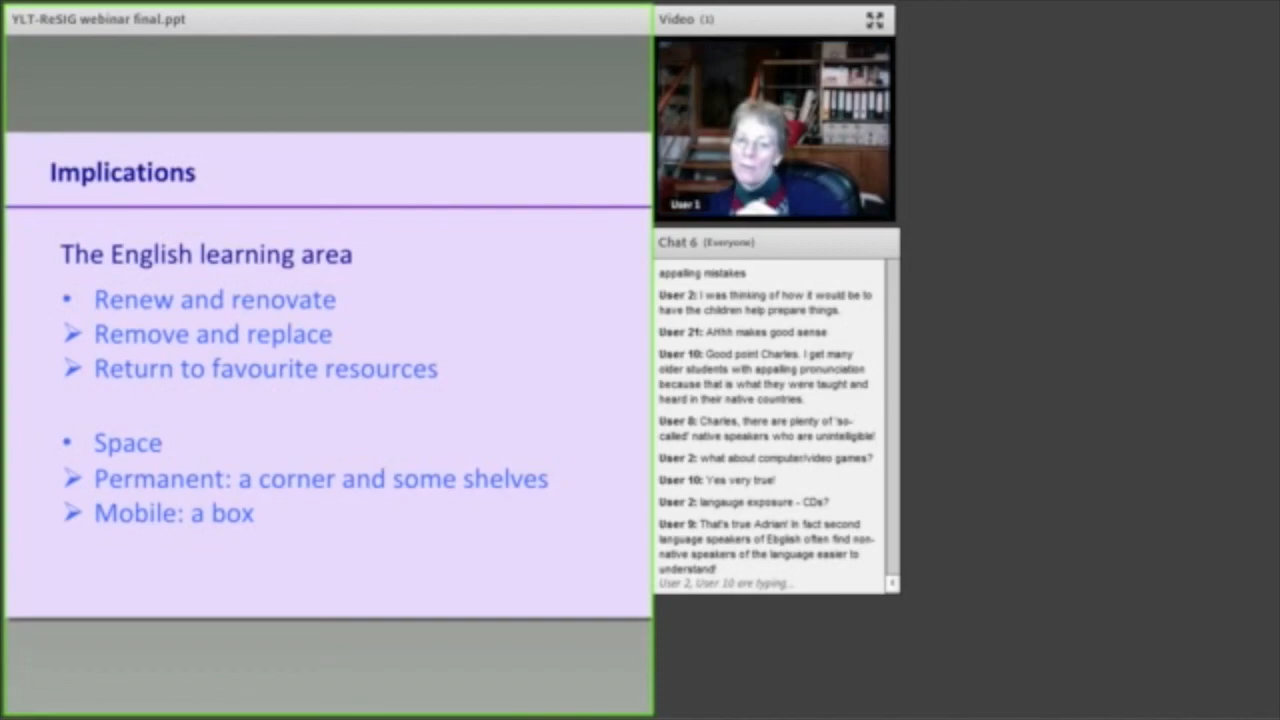 YLT-ReSIG webinar final.ppt
Implications
The English learning area
• Renew and renovate
➢ Remove and replace
➢ Return to favourite resources
• Space
➢ Permanent: a corner and some shelves
➢ Mobile: a box
Video (1)
User 1
Chat 6 (Everyone)
appalling mistakes
User 2: I was thinking of how it would be to
have the children help prepare things.
User 21: Ahhh makes good sense
User 10: Good point Charles. I get many
older students with appalling pronunciation
because that is what they were taught and
heard in their native countries.
User 8: Charles, there are plenty of 'so-
called' native speakers who are unintelligible!
User 2: what about computer/video games?
User 10: Yes very true!
User 2: langauge exposure - CDs?
User 9: That's true Adrian! In fact second
language speakers of Ebglish often find non-
native speakers of the language easier to
understand!
User 2, User 10 are typing...